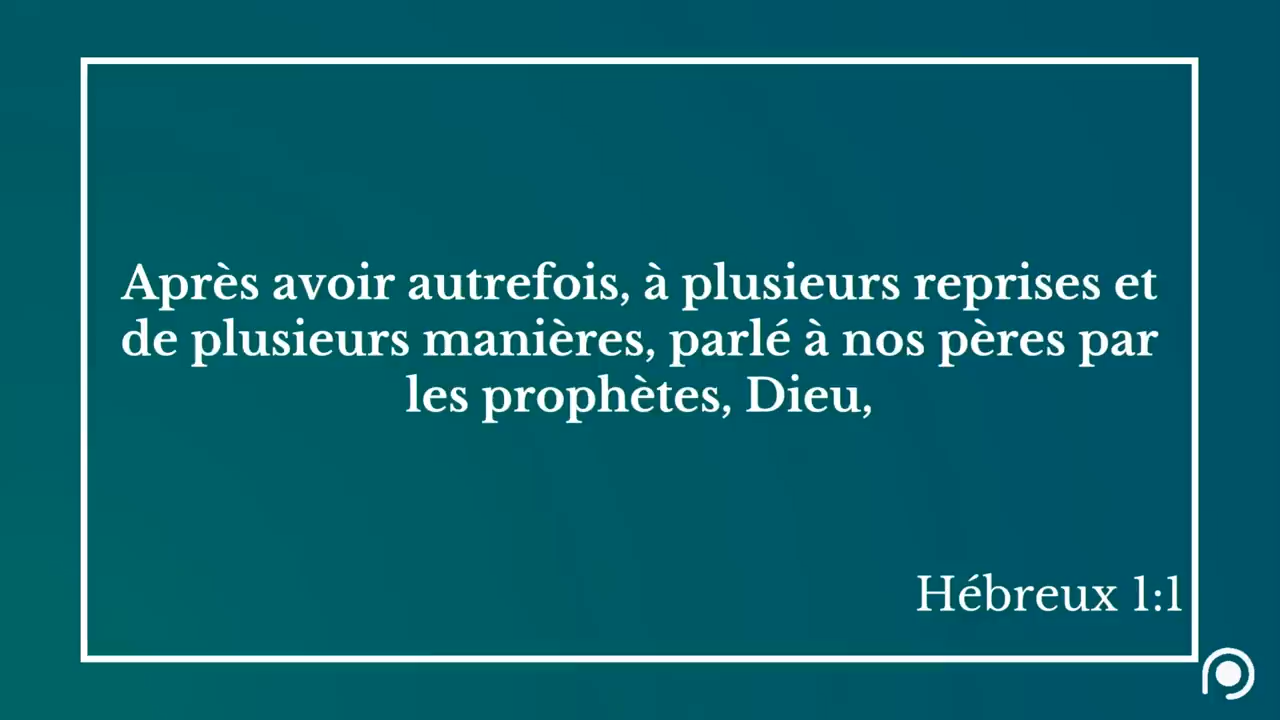 Après avoir autrefois, à plusieurs reprises et
de plusieurs manières, parlé à nos pères par
les prophètes, Dieu,
Hébreux 1:1